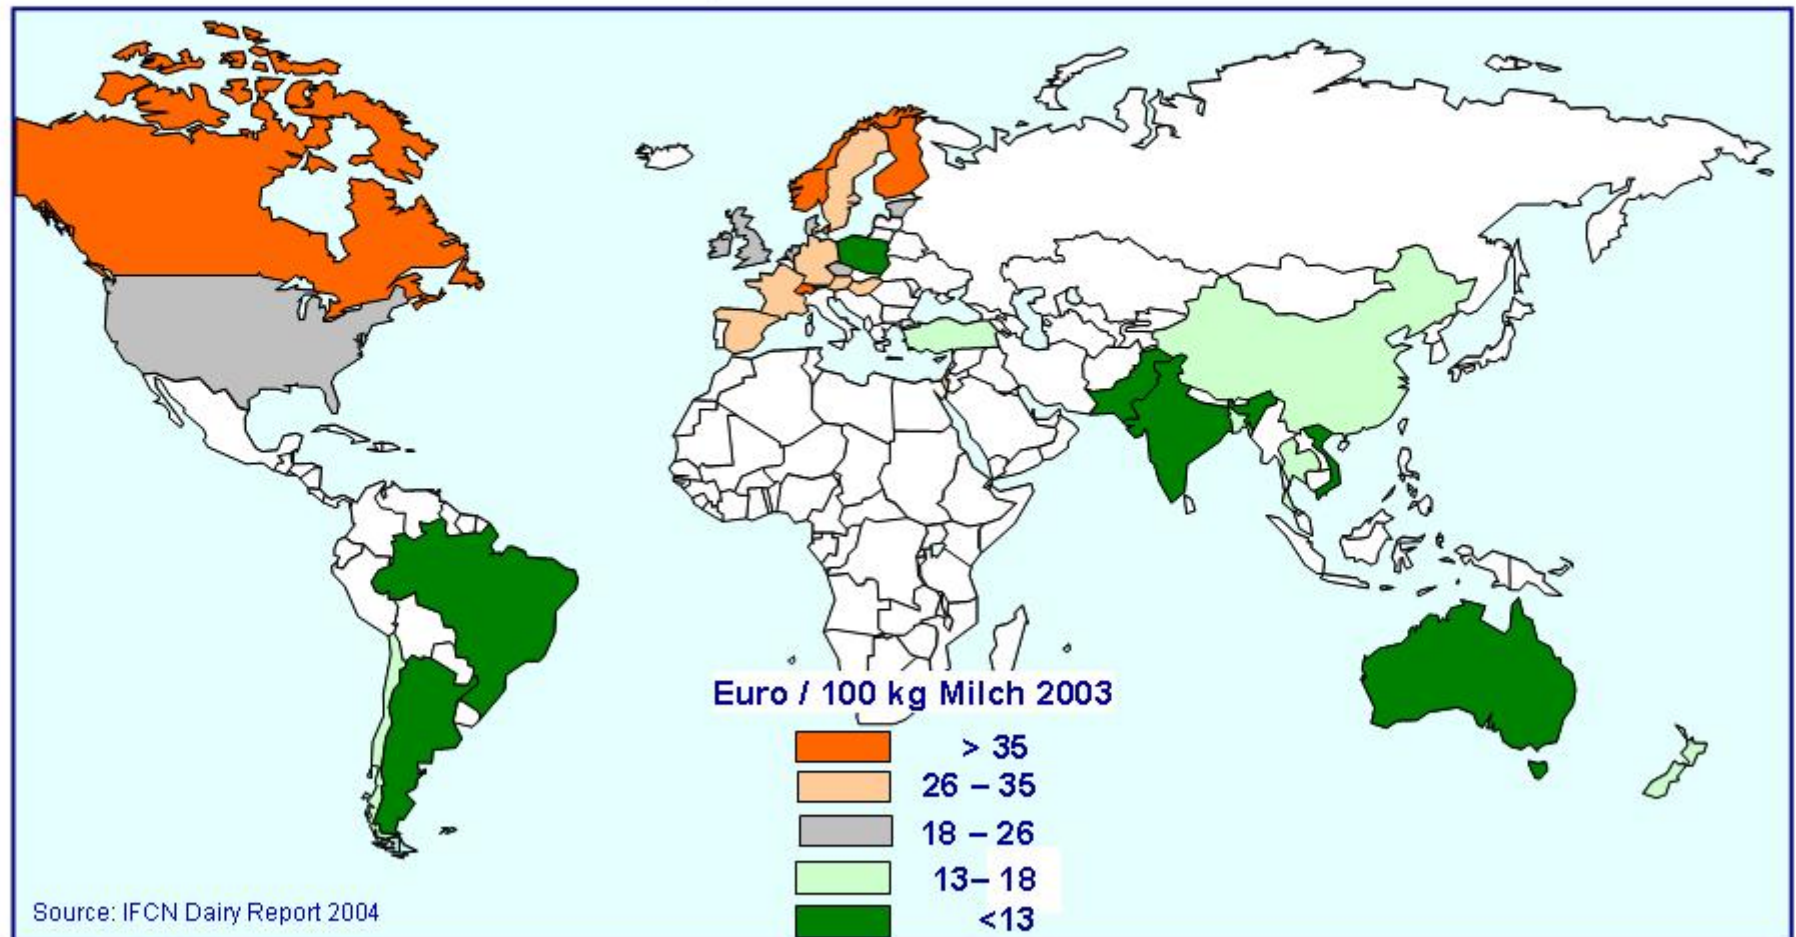 Euro / 100 kg Milch 2003
> 35
26 – 35
18 – 26
13– 18
<13
Source: IFCN Dairy Report 2004